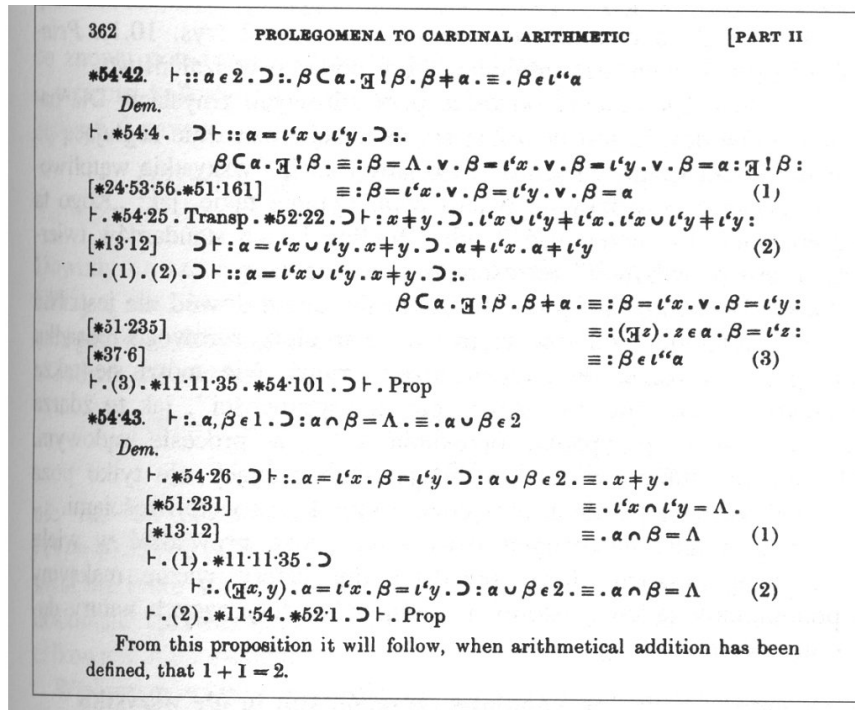 362 PROLEGOMENA TO CARDINAL ARITHMETIC [PART II
✱54·42. ⊢ :: α ϵ 2 . ⊃ :. β ⊂ α . ∃ ! β . β ≠ α . ≡ . β ϵ ι“α
Dem.
⊢ . ✱54·4. ⊃ ⊢ :: α = ι‘x ∪ ι‘y . ⊃ :.
β ⊂ α . ∃ ! β . ≡ : β = Λ . v . β = ι‘x . v . β = ι‘y . v . β = α : ∃ ! β :
[✱24·53·56.✱51·161] ≡ : β = ι‘x . v . β = ι‘y . v . β = α (1)
⊢ . ✱54·25 . Transp . ✱52·22 . ⊃ ⊢ : x ≠ y . ⊃ . ι‘x ∪ ι‘y ≠ ι‘x . ι‘x ∪ ι‘y ≠ ι‘y :
[✱13·12] ⊃ ⊢ : α = ι‘x ∪ ι‘y . x ≠ y . ⊃ . α ≠ ι‘x . α ≠ ι‘y (2)
⊢ . (1) . (2) . ⊃ ⊢ :: α = ι‘x ∪ ι‘y . x ≠ y . ⊃ :.
β ⊂ α . ∃ ! β . β ≠ α . ≡ : β = ι‘x . v . β = ι‘y :
[✱51·235] ≡ : (∃z) . z ϵ α . β = ι‘z :
[✱37·6] ≡ : β ϵ ι“α (3)
⊢ . (3) . ✱11·11·35 . ✱54·101 . ⊃ ⊢ . Prop
✱54·43. ⊢ :. α, β ϵ 1 . ⊃ : α ∩ β = Λ . ≡ . α ∪ β ϵ 2
Dem.
⊢ . ✱54·26 . ⊃ ⊢ :. α = ι‘x . β = ι‘y . ⊃ : α ∪ β ϵ 2 . ≡ . x ≠ y .
[✱51·231] ≡ . ι‘x ∩ ι‘y = Λ .
[✱13·12] ≡ . α ∩ β = Λ (1)
⊢ . (1) . ✱11·11·35 . ⊃
⊢ :. (∃x, y) . α = ι‘x . β = ι‘y . ⊃ : α ∪ β ϵ 2 . ≡ . α ∩ β = Λ (2)
⊢ . (2) . ✱11·54 . ✱52·1 . ⊃ ⊢ . Prop
From this proposition it will follow, when arithmetical addition has been
defined, that 1 + 1 = 2.